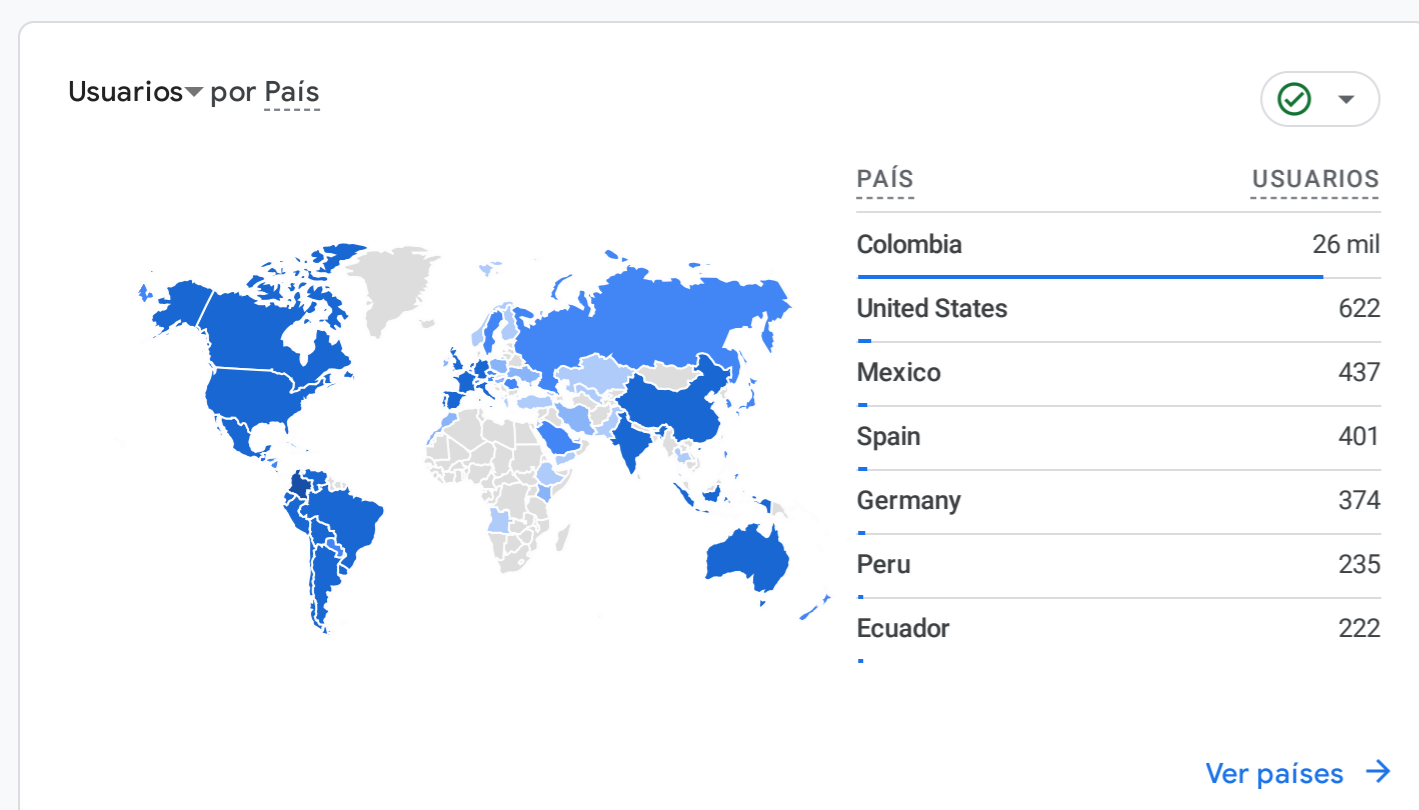 Usuarios por País
PAÍS USUARIOS
Colombia 26 mil
United States 622
Mexico 437
Spain 401
Germany 374
Peru 235
Ecuador 222
Ver países